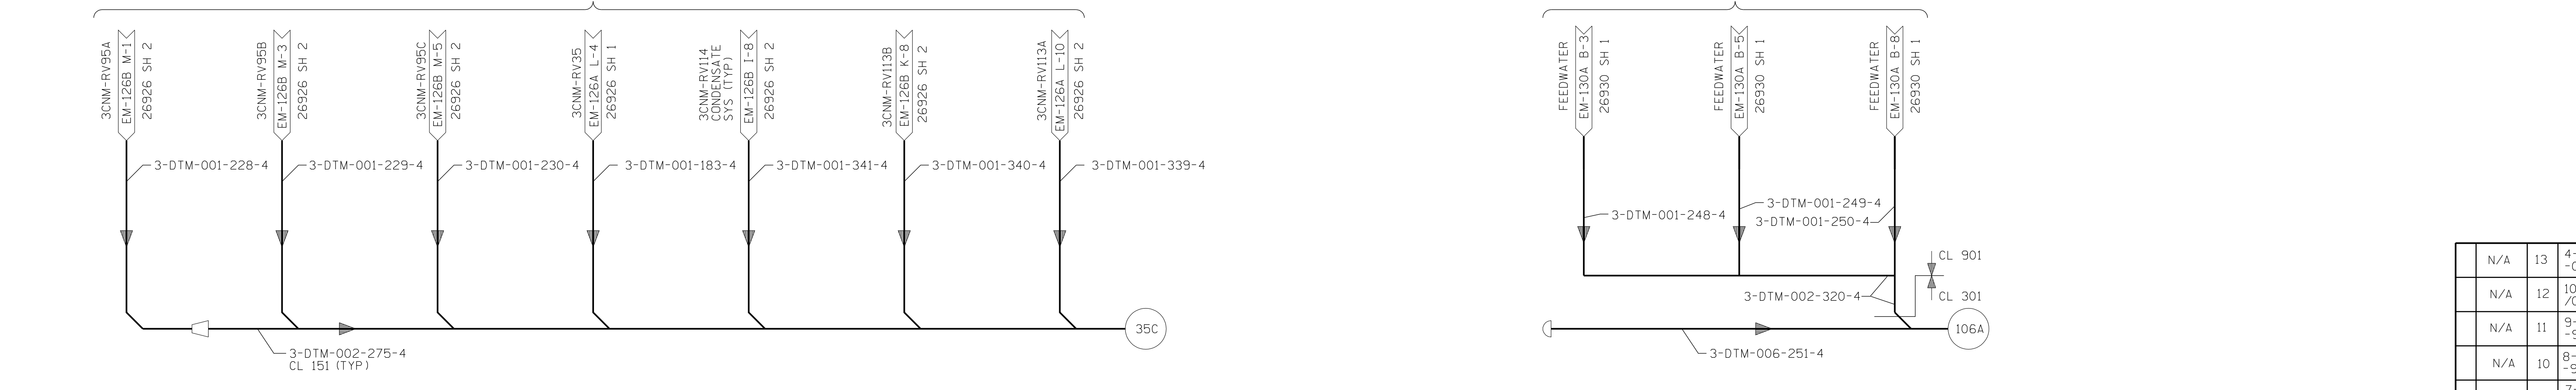 3CNM-RV95A
EM-126B M-1
26926 SH 2
3CNM-RV95B
EM-126B M-3
26926 SH 2
3CNM-RV95C
EM-126B M-5
26926 SH 2
3CNM-RV35
EM-126A L-4
26926 SH 1
3CNM-RV114
CONDENSATE
SYS (TYP)
EM-126B I-8
26926 SH 2
3CNM-RV113B
EM-126B K-8
26926 SH 2
3CNM-RV113A
EM-126A L-10
26926 SH 2
FEEDWATER
EM-130A B-3
26930 SH 1
FEEDWATER
EM-130A B-5
26930 SH 1
FEEDWATER
EM-130A B-8
26930 SH 1
3-DTM-001-228-4
3-DTM-001-229-4
3-DTM-001-230-4
3-DTM-001-183-4
3-DTM-001-341-4
3-DTM-001-340-4
3-DTM-001-339-4
3-DTM-001-248-4
3-DTM-001-249-4
3-DTM-001-250-4
CL 901
3-DTM-002-320-4
CL 301
35C
106A
3-DTM-002-275-4
CL 151 (TYP)
3-DTM-006-251-4
N/A 13
N/A 12
N/A 11
N/A 10